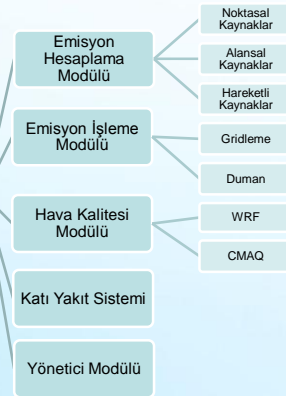 Emisyon
Hesaplama
Modülü
Noktasal
Kaynaklar
Alansal
Kaynaklar
Hareketli
Kaynaklar
Emisyon İşleme
Modülü
Gridleme
Duman
Hava Kalitesi
Modülü
WRF
CMAQ
Katı Yakıt Sistemi
Yönetici Modülü